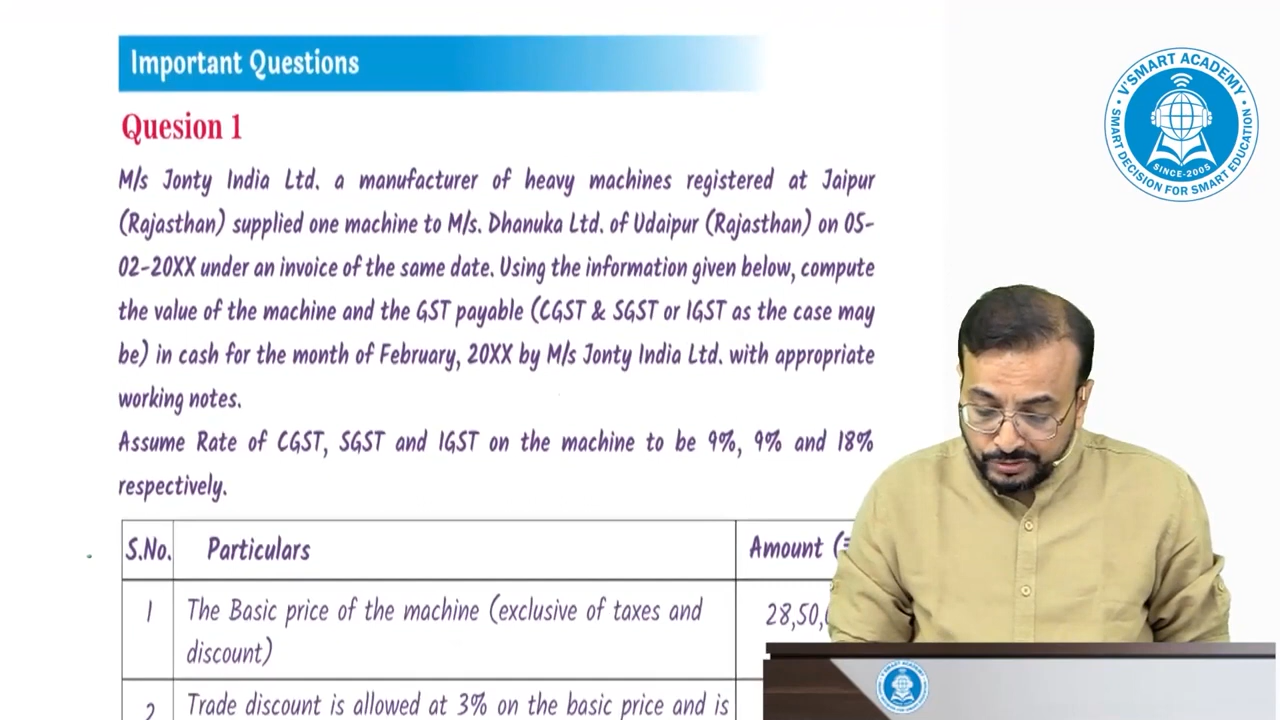 Important Questions
Quesion 1
M/s Jonty India Ltd. a manufacturer of heavy machines registered at Jaipur
(Rajasthan) supplied one machine to M/s. Dhanuka Ltd. of Udaipur (Rajasthan) on 05-
02-20XX under an invoice of the same date. Using the information given below, compute
the value of the machine and the GST payable (CGST & SGST or IGST as the case may
be) in cash for the month of February, 20XX by M/s Jonty India Ltd. with appropriate
working notes.
Assume Rate of CGST, SGST and IGST on the machine to be 9%, 9% and 18%
respectively.
S.No. Particulars Amount
1 The Basic price of the machine (exclusive of taxes and 28,50,
discount)
2 Trade discount is allowed at 3% on the basic price and is
V'SMART ACADEMY
SINCE-2005
SMART DECISION FOR SMART EDUCATION